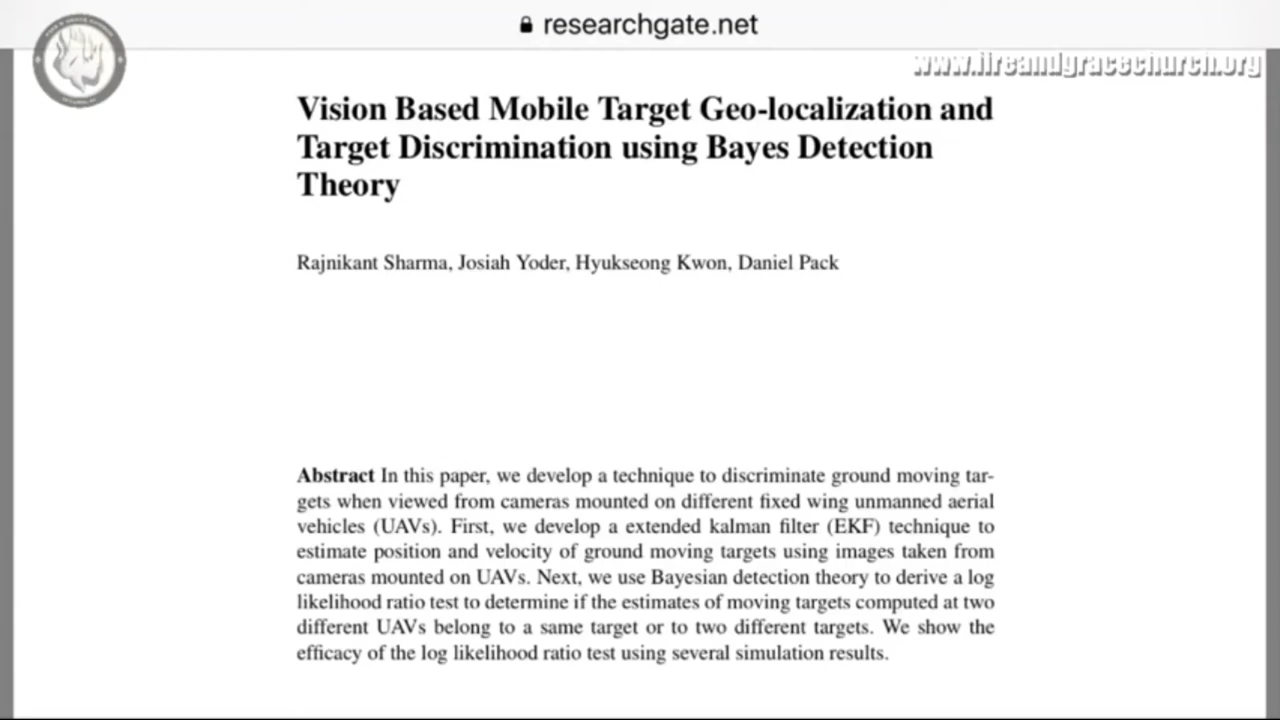 researchgate.net
www.fireandgracechurch.org
Vision Based Mobile Target Geo-localization and
Target Discrimination using Bayes Detection
Theory
Rajnikant Sharma, Josiah Yoder, Hyukseong Kwon, Daniel Pack
Abstract In this paper, we develop a technique to discriminate ground moving tar-
gets when viewed from cameras mounted on different fixed wing unmanned aerial
vehicles (UAVs). First, we develop a extended kalman filter (EKF) technique to
estimate position and velocity of ground moving targets using images taken from
cameras mounted on UAVs. Next, we use Bayesian detection theory to derive a log
likelihood ratio test to determine if the estimates of moving targets computed at two
different UAVs belong to a same target or to two different targets. We show the
efficacy of the log likelihood ratio test using several simulation results.